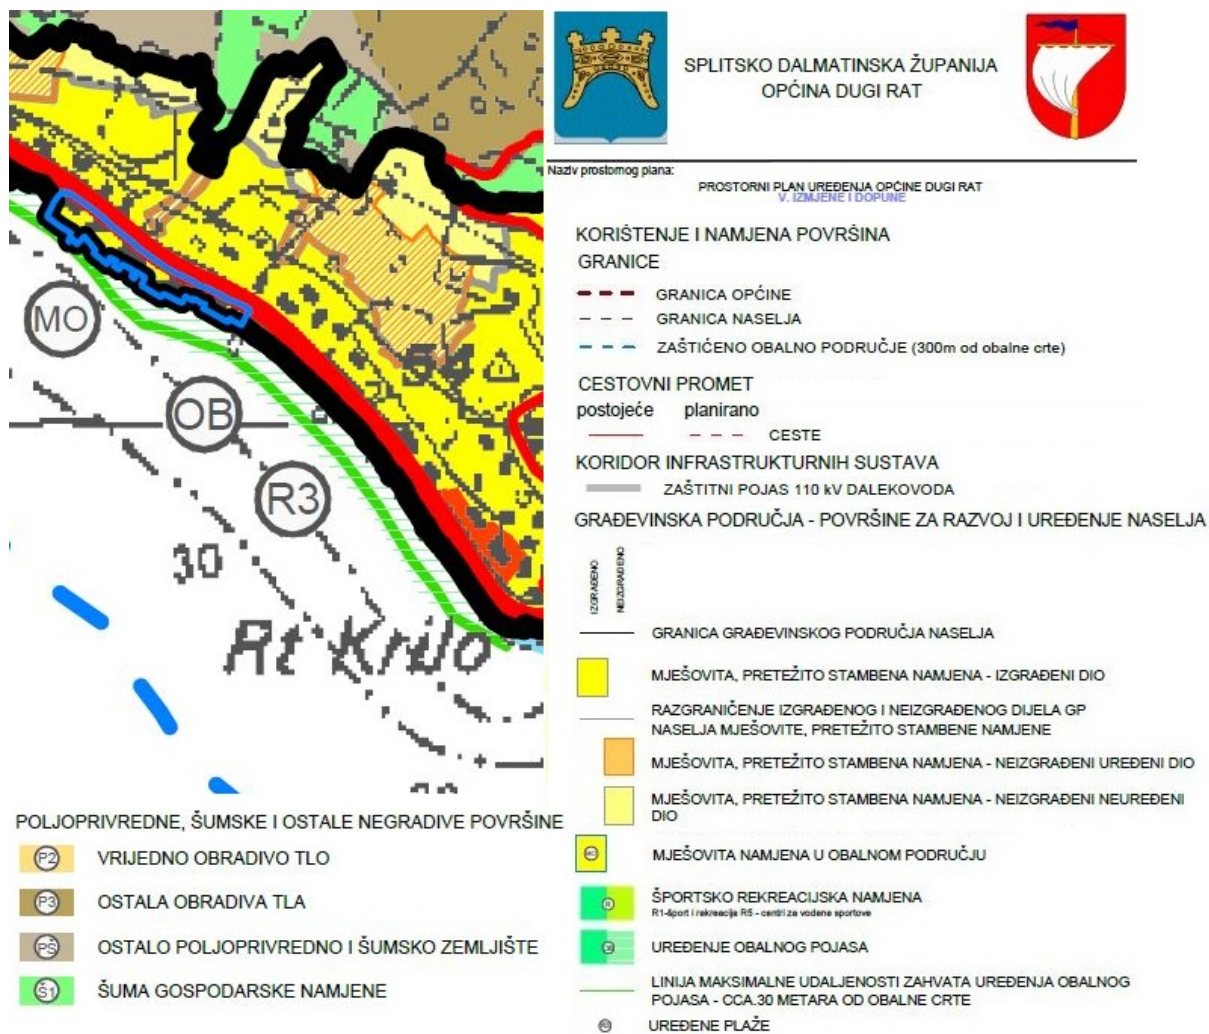 SPLITSKO DALMATINSKA ŽUPANIJA
OPĆINA DUGI RAT
Naziv prostornog plana:
PROSTORNI PLAN UREĐENJA OPĆINE DUGI RAT
V. IZMJENE I DOPUNE
KORIŠTENJE I NAMJENA POVRŠINA
GRANICE
GRANICA OPĆINE
GRANICA NASELJA
ZAŠTIĆENO OBALNO PODRUČJE (300m od obalne crte)
CESTOVNI PROMET
postojeće planirano
CESTE
KORIDOR INFRASTRUKTURNIH SUSTAVA
ZAŠTITNI POJAS 110 kV DALEKOVODA
GRAĐEVINSKA PODRUČJA - POVRŠINE ZA RAZVOJ I UREĐENJE NASELJA
IZGRAĐENO
NEIZGRAĐENO
GRANICA GRAĐEVINSKOG PODRUČJA NASELJA
MJEŠOVITA, PRETEŽITO STAMBENA NAMJENA - IZGRAĐENI DIO
RAZGRANIČENJE IZGRAĐENOG I NEIZGRAĐENOG DIJELA GP
NASELJA MJEŠOVITE, PRETEŽITO STAMBENE NAMJENE
MJEŠOVITA, PRETEŽITO STAMBENA NAMJENA - NEIZGRAĐENI UREĐENI DIO
MJEŠOVITA, PRETEŽITO STAMBENA NAMJENA - NEIZGRAĐENI NEUREĐENI
DIO
MJEŠOVITA NAMJENA U OBALNOM PODRUČJU
R ŠPORTSKO REKREACIJSKA NAMJENA
R1-šport i rekreacija R5 - centri za vodene sportove
OB UREĐENJE OBALNOG POJASA
LINIJA MAKSIMALNE UDALJENOSTI ZAHVATA UREĐENJA OBALNOG
POJASA - CCA.30 METARA OD OBALNE CRTE
R3 UREĐENE PLAŽE
MO
OB
R3
30
Rt Krilo
POLJOPRIVREDNE, ŠUMSKE I OSTALE NEGRADIVE POVRŠINE
P2 VRIJEDNO OBRADIVO TLO
P3 OSTALA OBRADIVA TLA
PŠ OSTALO POLJOPRIVREDNO I ŠUMSKO ZEMLJIŠTE
Š1 ŠUMA GOSPODARSKE NAMJENE